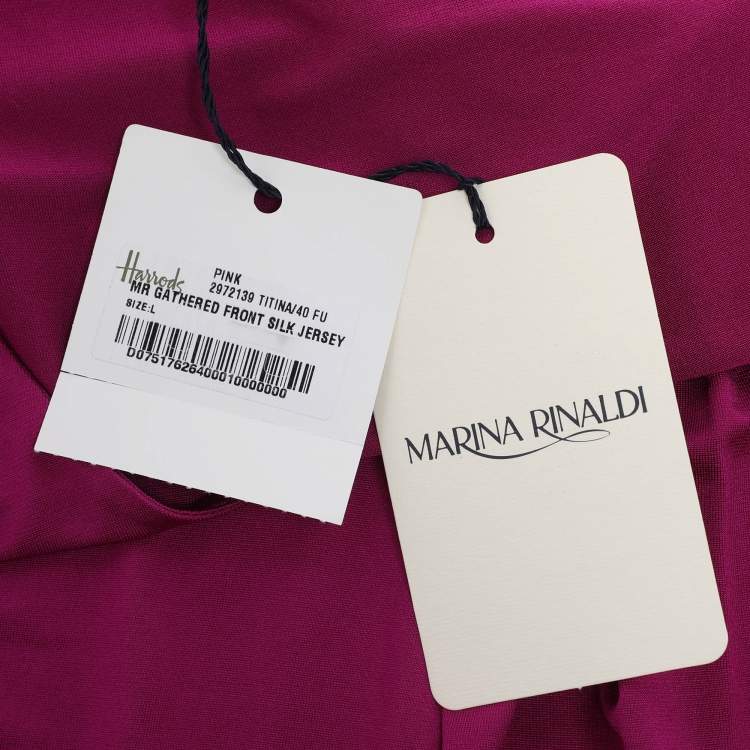 Harrods
PINK
2972139 TITINA/40 FU
MR GATHERED FRONT SILK JERSEY
SIZE:L
D07517626400010000000
MARINA RINALDI